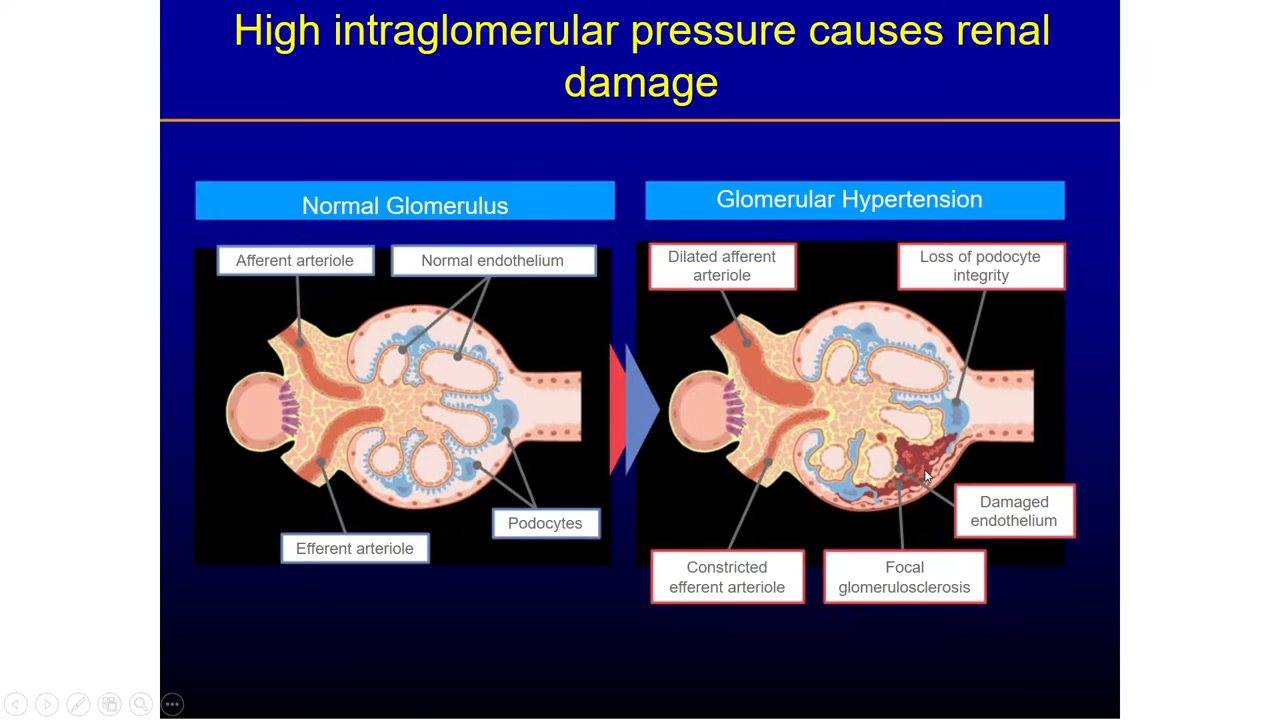 High intraglomerular pressure causes renal
damage
Normal Glomerulus
Glomerular Hypertension
Afferent arteriole
Normal endothelium
Podocytes
Efferent arteriole
Dilated afferent
arteriole
Loss of podocyte
integrity
Damaged
endothelium
Constricted
efferent arteriole
Focal
glomerulosclerosis